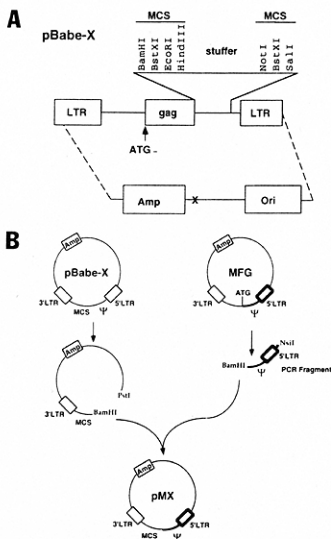 A
pBabe-X
MCS MCS
BamHI
BstXI
EcoRI
HindIII
stuffer
NotI
BstXI
SalI
LTR gag LTR
ATG -
Amp x Ori
B
Amp Amp
pBabe-X MFG
ATG
3'LTR 5'LTR 5'LTR
MCS Ψ Ψ
Amp NsiI
5'LTR
PstI BamHI Ψ PCR Fragment
3'LTR BamHI
MCS
Amp
pMX
3'LTR 5'LTR
MCS Ψ